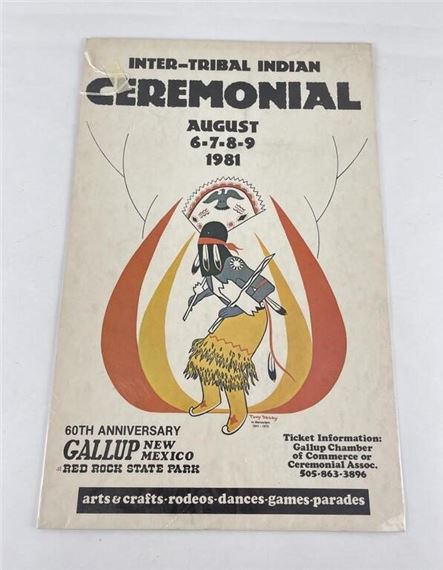 INTER-TRIBAL INDIAN
CEREMONIAL
AUGUST
6-7-8-9
1981
60TH ANNIVERSARY
GALLUP NEW MEXICO
at RED ROCK STATE PARK
Ticket Information:
Gallup Chamber
of Commerce or
Ceremonial Assoc.
505-863-3896
arts & crafts·rodeos·dances·games·parades